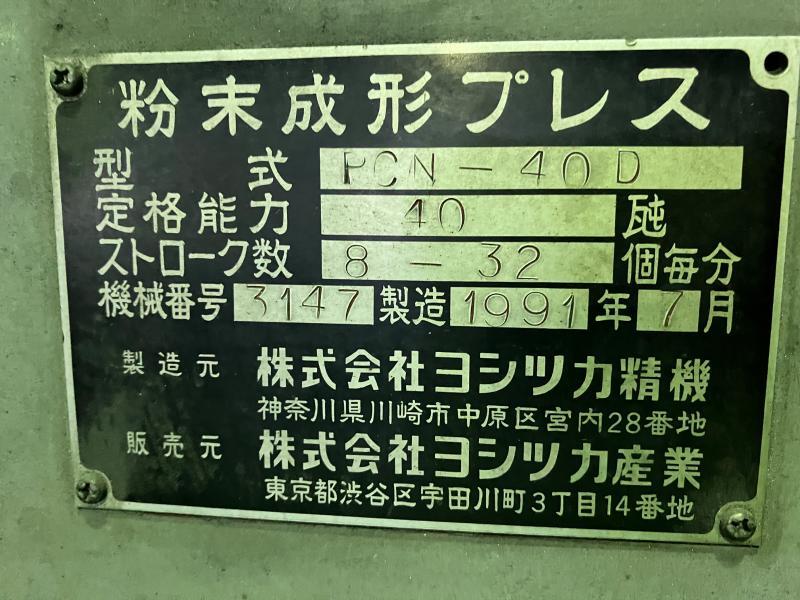 粉末成形プレス
型式 PCN-40D
定格能力 40 瓲
ストローク数 8-32 個毎分
機械番号 3147 製造 1991年7月
製造元 株式会社ヨシツカ精機
神奈川県川崎市中原区宮内28番地
販売元 株式会社ヨシツカ産業
東京都渋谷区宇田川町3丁目14番地